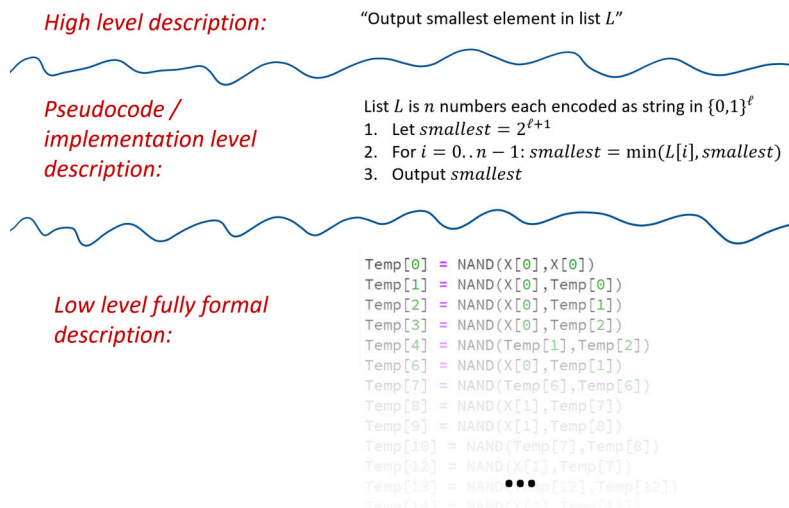 High level description:
“Output smallest element in list L”
Pseudocode /
implementation level
description:
List L is n numbers each encoded as string in {0,1}^ℓ
1. Let smallest = 2^{ℓ+1}
2. For i = 0..n − 1: smallest = min(L[i], smallest)
3. Output smallest
Low level fully formal
description:
Temp[0] = NAND(X[0],X[0])
Temp[1] = NAND(X[0],Temp[0])
Temp[2] = NAND(X[0],Temp[1])
Temp[3] = NAND(X[0],Temp[2])
Temp[4] = NAND(Temp[1],Temp[2])
Temp[6] = NAND(X[0],Temp[1])
Temp[7] = NAND(Temp[6],Temp[6])
Temp[8] = NAND(X[1],Temp[7])
Temp[9] = NAND(X[1],Temp[8])
Temp[10] = NAND(Temp[7],Temp[8])
Temp[12] = NAND(X[1],Temp[7])
Temp[13] = ,Temp[12])
...